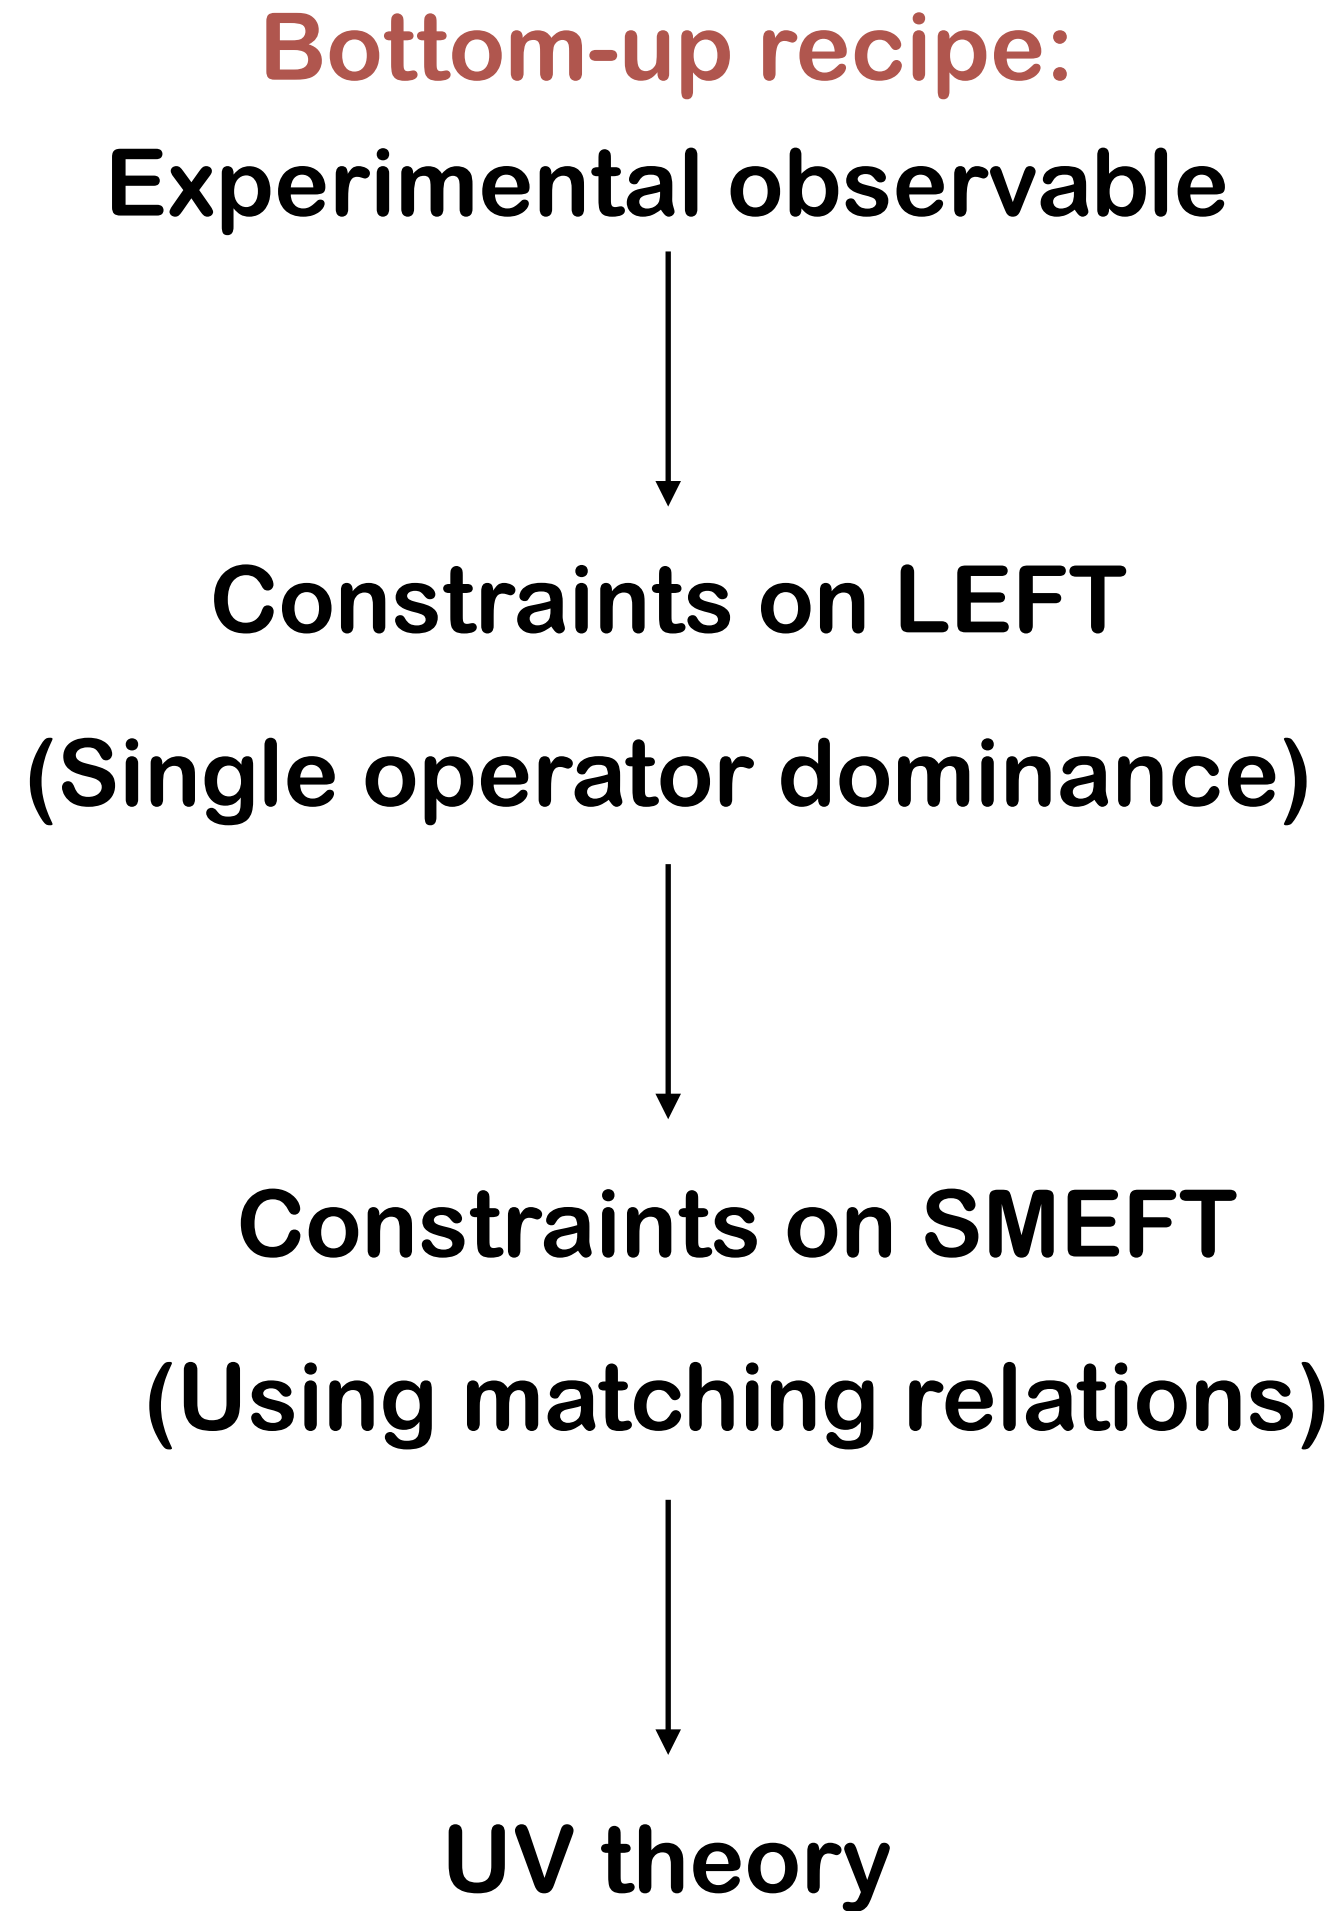 Bottom-up recipe:
Experimental observable
Constraints on LEFT
(Single operator dominance)
Constraints on SMEFT
(Using matching relations)
UV theory